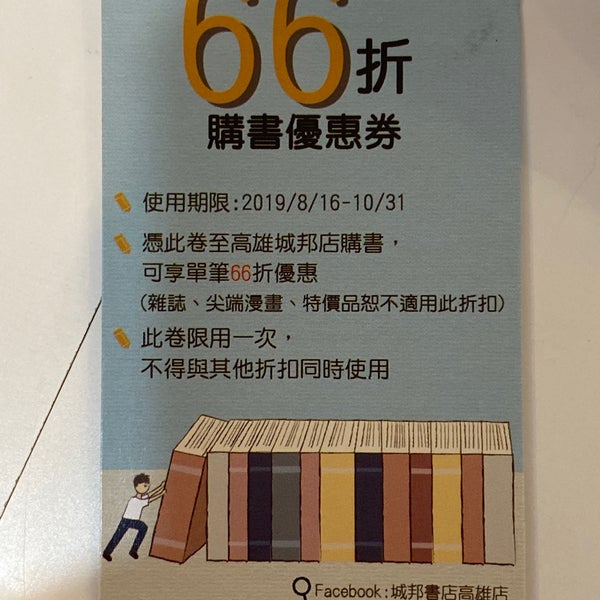 66折
購書優惠券
使用期限:2019/8/16-10/31
憑此卷至高雄城邦店購書，
可享單筆66折優惠
(雜誌、尖端漫畫、特價品恕不適用此折扣)
此卷限用一次，
不得與其他折扣同時使用
Facebook:城邦書店高雄店